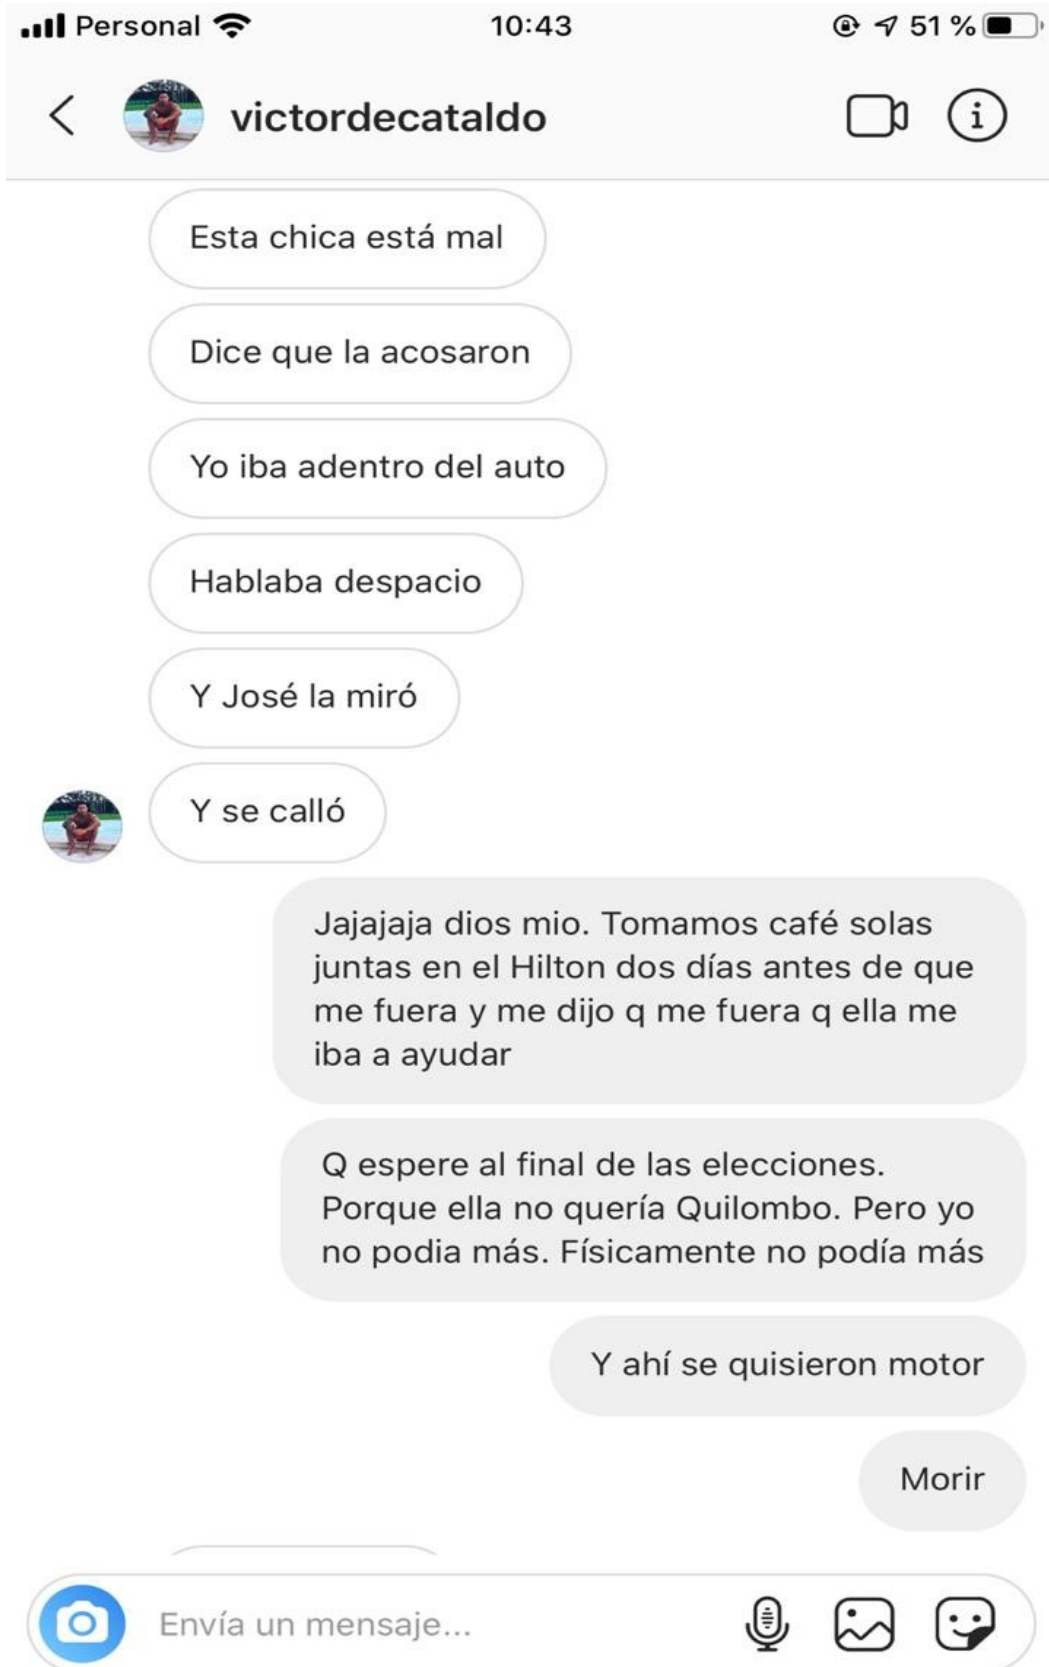 Personal 10:43 51 %
victordecataldo
Esta chica está mal
Dice que la acosaron
Yo iba adentro del auto
Hablaba despacio
Y José la miró
Y se calló
Jajajaja dios mio. Tomamos café solas
juntas en el Hilton dos días antes de que
me fuera y me dijo q me fuera q ella me
iba a ayudar
Q espere al final de las elecciones.
Porque ella no quería Quilombo. Pero yo
no podia más. Físicamente no podía más
Y ahí se quisieron motor
Morir
Envía un mensaje...